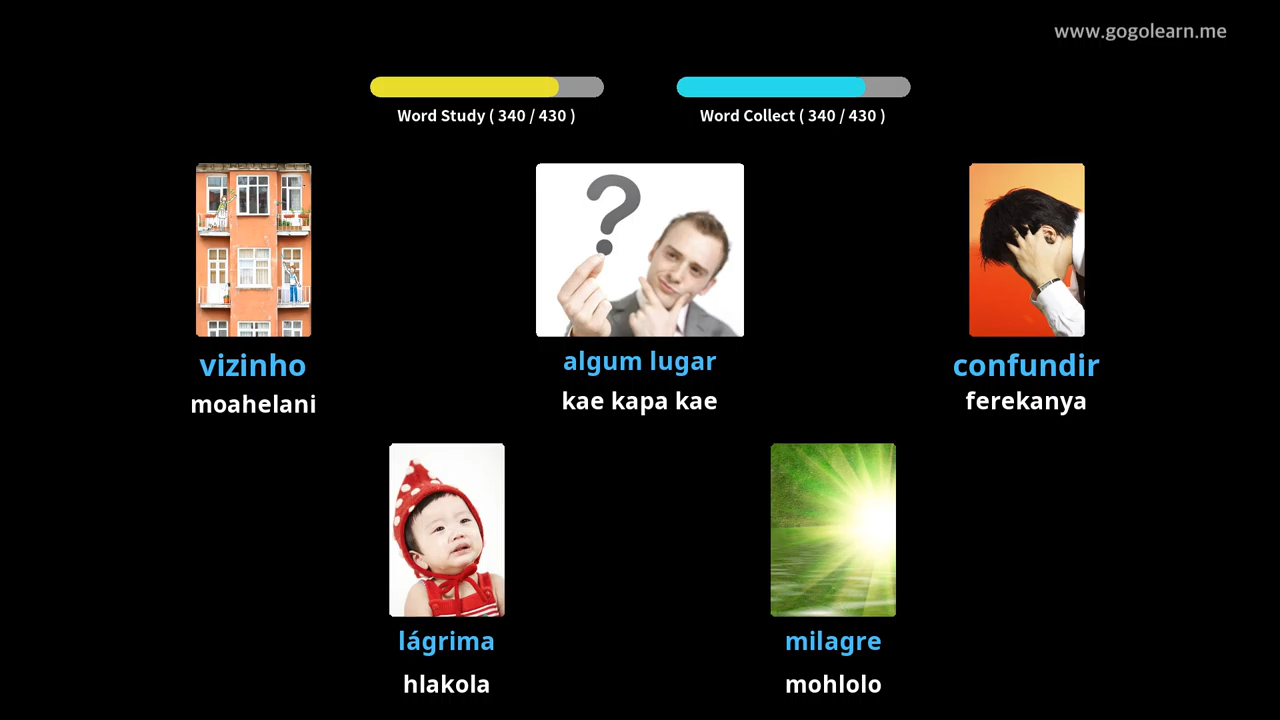 www.gogolearn.me
Word Study ( 340 / 430 )
Word Collect ( 340 / 430 )
vizinho
moahelani
algum lugar
kae kapa kae
confundir
ferekanya
lágrima
hlakola
milagre
mohlolo